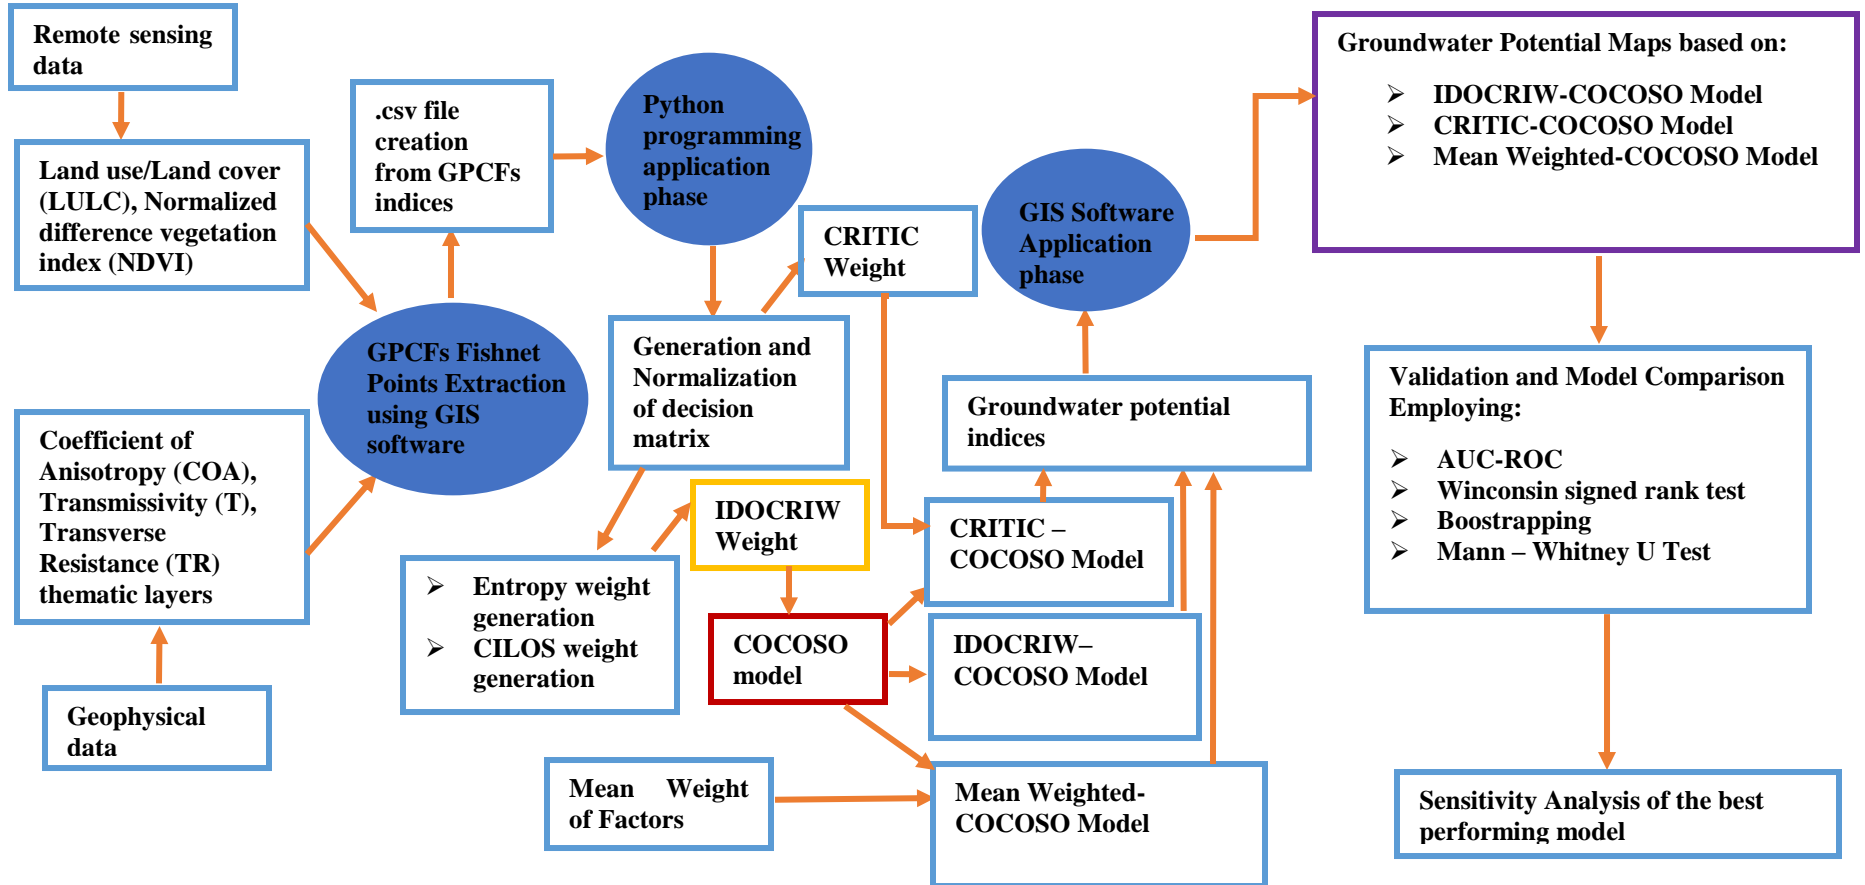 Remote sensing
data
Land use/Land cover
(LULC), Normalized
difference vegetation
index (NDVI)
Coefficient of
Anisotropy (COA),
Transmissivity (T),
Transverse
Resistance (TR)
thematic layers
Geophysical
data
GPCFs Fishnet
Points Extraction
using GIS
software
.csv file
creation
from GPCFs
indices
Python
programming
application
phase
Generation and
Normalization
of decision
matrix
CRITIC
Weight
➢ Entropy weight
generation
➢ CILOS weight
generation
IDOCRIW
Weight
COCOSO
model
Mean Weight
of Factors
CRITIC –
COCOSO Model
IDOCRIW–
COCOSO Model
Mean Weighted-
COCOSO Model
Groundwater potential
indices
GIS Software
Application
phase
Groundwater Potential Maps based on:
➢ IDOCRIW-COCOSO Model
➢ CRITIC-COCOSO Model
➢ Mean Weighted-COCOSO Model
Validation and Model Comparison
Employing:
➢ AUC-ROC
➢ Winconsin signed rank test
➢ Boostrapping
➢ Mann – Whitney U Test
Sensitivity Analysis of the best
performing model